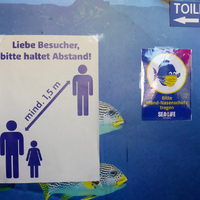 TOIL
Liebe Besucher,
bitte haltet Abstand!
mind. 1,5 m
Bitte
Mund-Nasenschutz
tragen
SEA LIFE